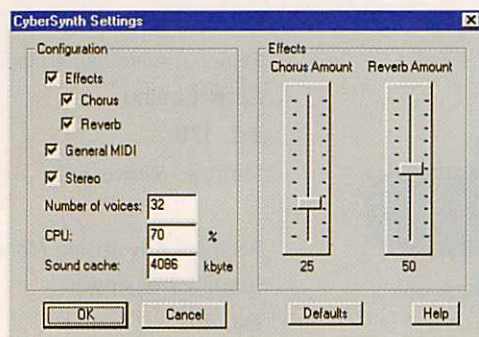 CyberSynth Settings
Configuration
Effects
Chorus
Reverb
General MIDI
Stereo
Number of voices: 32
CPU: 70 %
Sound cache: 4086 kbyte
Effects
Chorus Amount Reverb Amount
25 50
OK Cancel Defaults Help